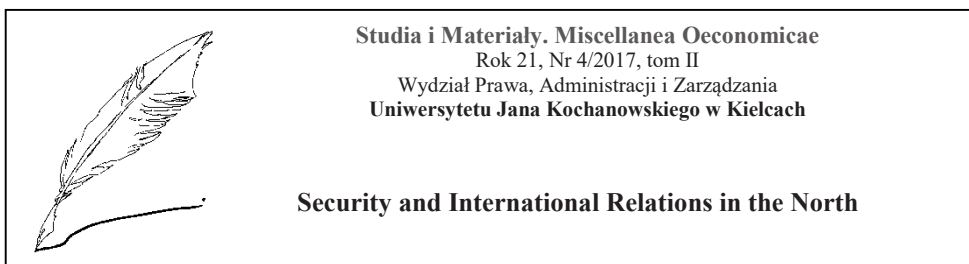 Studia i Materiały. Miscellanea Oeconomicae
Rok 21, Nr 4/2017, tom II
Wydział Prawa, Administracji i Zarządzania
Uniwersytetu Jana Kochanowskiego w Kielcach
Security and International Relations in the North